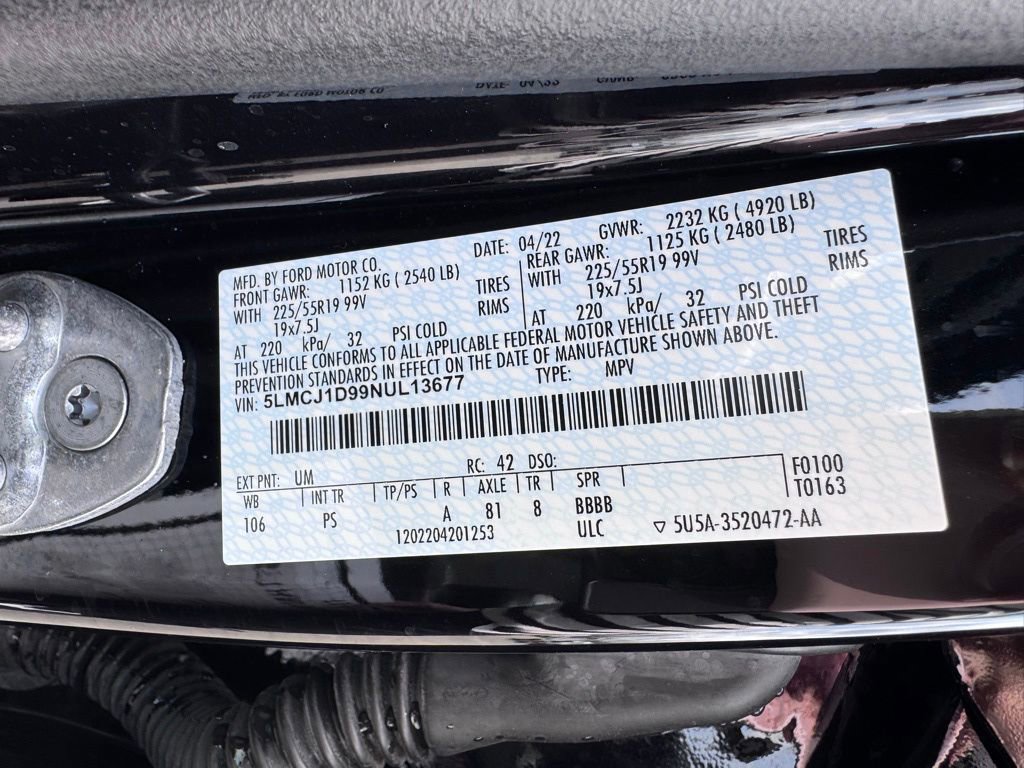 MFD. BY FORD MOTOR CO. DATE: 04/22 GVWR: 2232 KG ( 4920 LB)
FRONT GAWR: 1152 KG ( 2540 LB) REAR GAWR: 1125 KG ( 2480 LB)
WITH 225/55R19 99V TIRES WITH 225/55R19 99V TIRES
19x7.5J RIMS 19x7.5J RIMS
AT 220 kPa/ 32 PSI COLD AT 220 kPa/ 32 PSI COLD
THIS VEHICLE CONFORMS TO ALL APPLICABLE FEDERAL MOTOR VEHICLE SAFETY AND THEFT
PREVENTION STANDARDS IN EFFECT ON THE DATE OF MANUFACTURE SHOWN ABOVE.
VIN: 5LMCJ1D99NUL13677 TYPE: MPV
EXT PNT: UM RC: 42 DSO: F0100
WB INT TR TP/PS R AXLE TR SPR T0163
106 PS A 81 8 BBBB
1202204201253 ULC ▽ 5U5A-3520472-AA